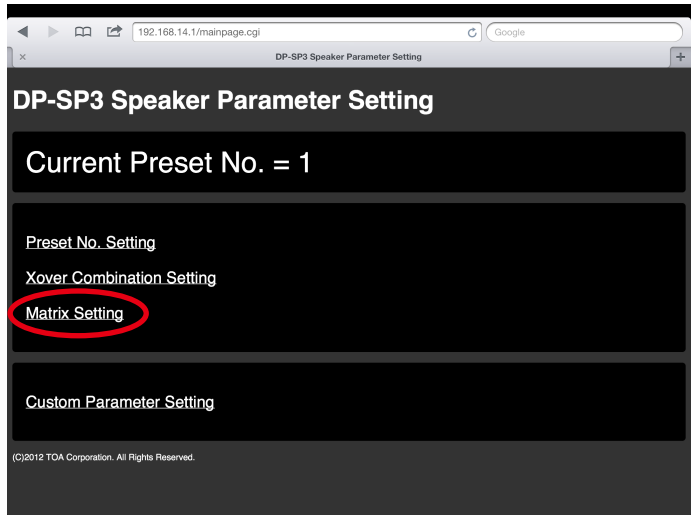 192.168.14.1/mainpage.cgi
Google
DP-SP3 Speaker Parameter Setting
DP-SP3 Speaker Parameter Setting
Current Preset No. = 1
Preset No. Setting
Xover Combination Setting
Matrix Setting
Custom Parameter Setting
(C)2012 TOA Corporation. All Rights Reserved.